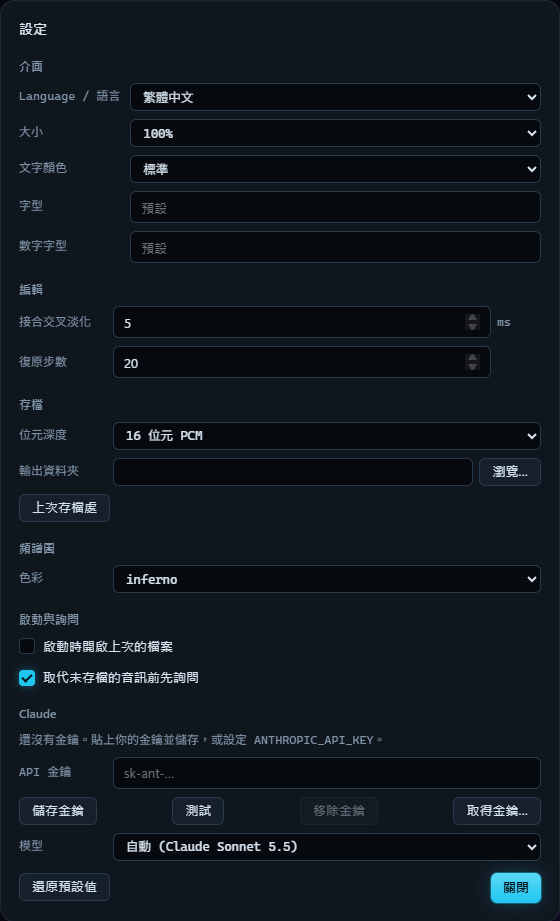 設定
介面
Language / 語言 繁體中文
大小 100%
文字顏色 標準
字型 預設
數字字型 預設
編輯
接合交叉淡化 5 ms
復原步數 20
存檔
位元深度 16 位元 PCM
輸出資料夾 瀏覽…
上次存檔處
頻譜圖
色彩 inferno
啟動與詢問
啟動時開啟上次的檔案
取代未存檔的音訊前先詢問
Claude
還沒有金鑰。貼上你的金鑰並儲存，或設定 ANTHROPIC_API_KEY。
API 金鑰 sk-ant-...
儲存金鑰 測試 移除金鑰 取得金鑰…
模型 自動 (Claude Sonnet 5.5)
還原預設值 關閉